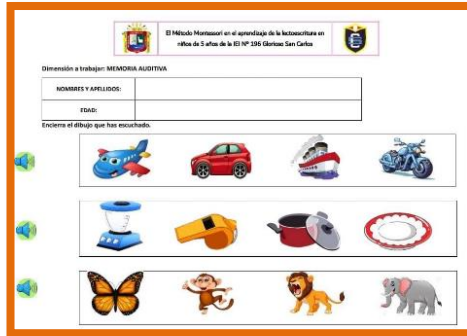 El Método Montessori en el aprendizaje de la lectoescritura en
niños de 5 años de la IEI Nº 196 Glorioso San Carlos
Dimensión a trabajar: MEMORIA AUDITIVA
NOMBRES Y APELLIDOS:
EDAD:
Encierra el dibujo que has escuchado.